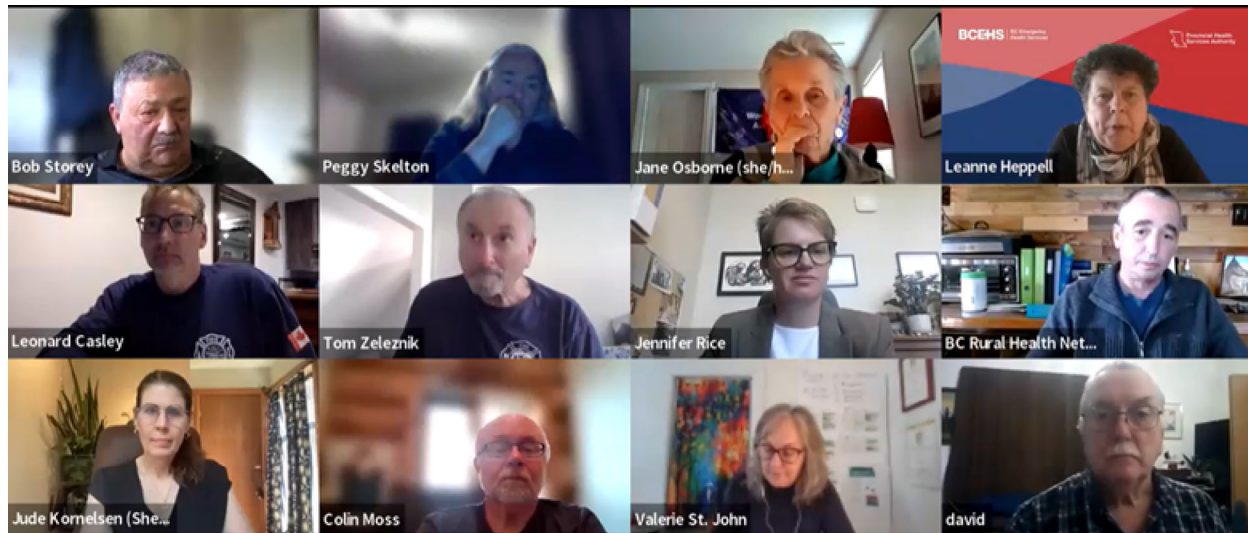 BCEHS
BC Emergency
Health Services
Provincial Health
Services Authority
Bob Storey
Peggy Skelton
Jane Osborne (she/h...
Leanne Heppell
Leonard Casley
Tom Zeleznik
Jennifer Rice
BC Rural Health Net...
Jude Kornelsen (She...
Colin Moss
Valerie St. John
david